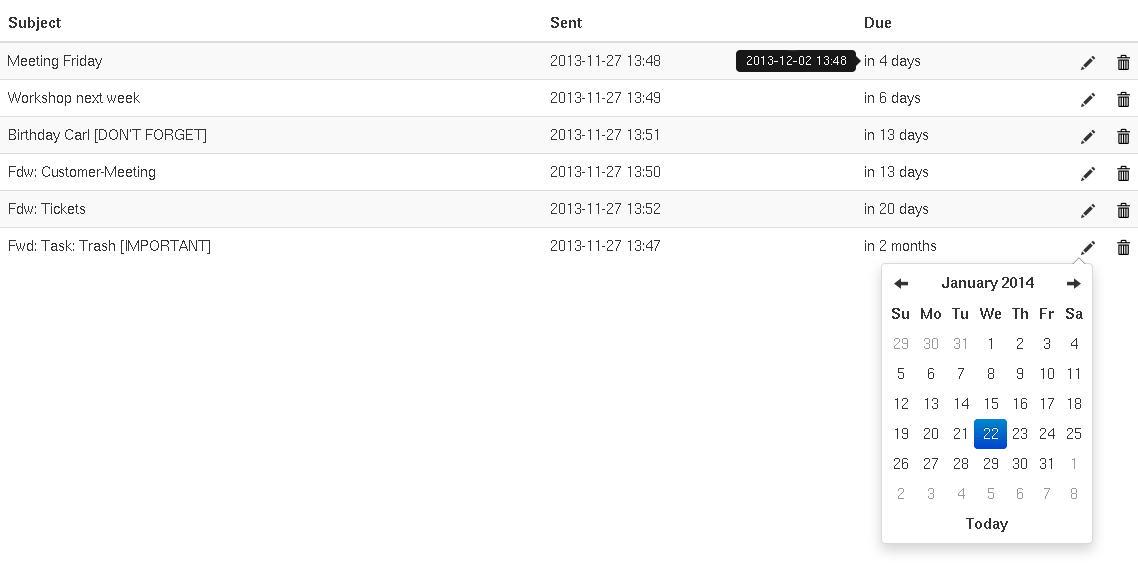 Subject Sent Due
Meeting Friday 2013-11-27 13:48 2013-12-02 13:48 in 4 days
Workshop next week 2013-11-27 13:49 in 6 days
Birthday Carl [DON'T FORGET] 2013-11-27 13:51 in 13 days
Fdw: Customer-Meeting 2013-11-27 13:50 in 13 days
Fdw: Tickets 2013-11-27 13:52 in 20 days
Fwd: Task: Trash [IMPORTANT] 2013-11-27 13:47 in 2 months
January 2014
Su Mo Tu We Th Fr Sa
29 30 31 1 2 3 4
5 6 7 8 9 10 11
12 13 14 15 16 17 18
19 20 21 22 23 24 25
26 27 28 29 30 31 1
2 3 4 5 6 7 8
Today